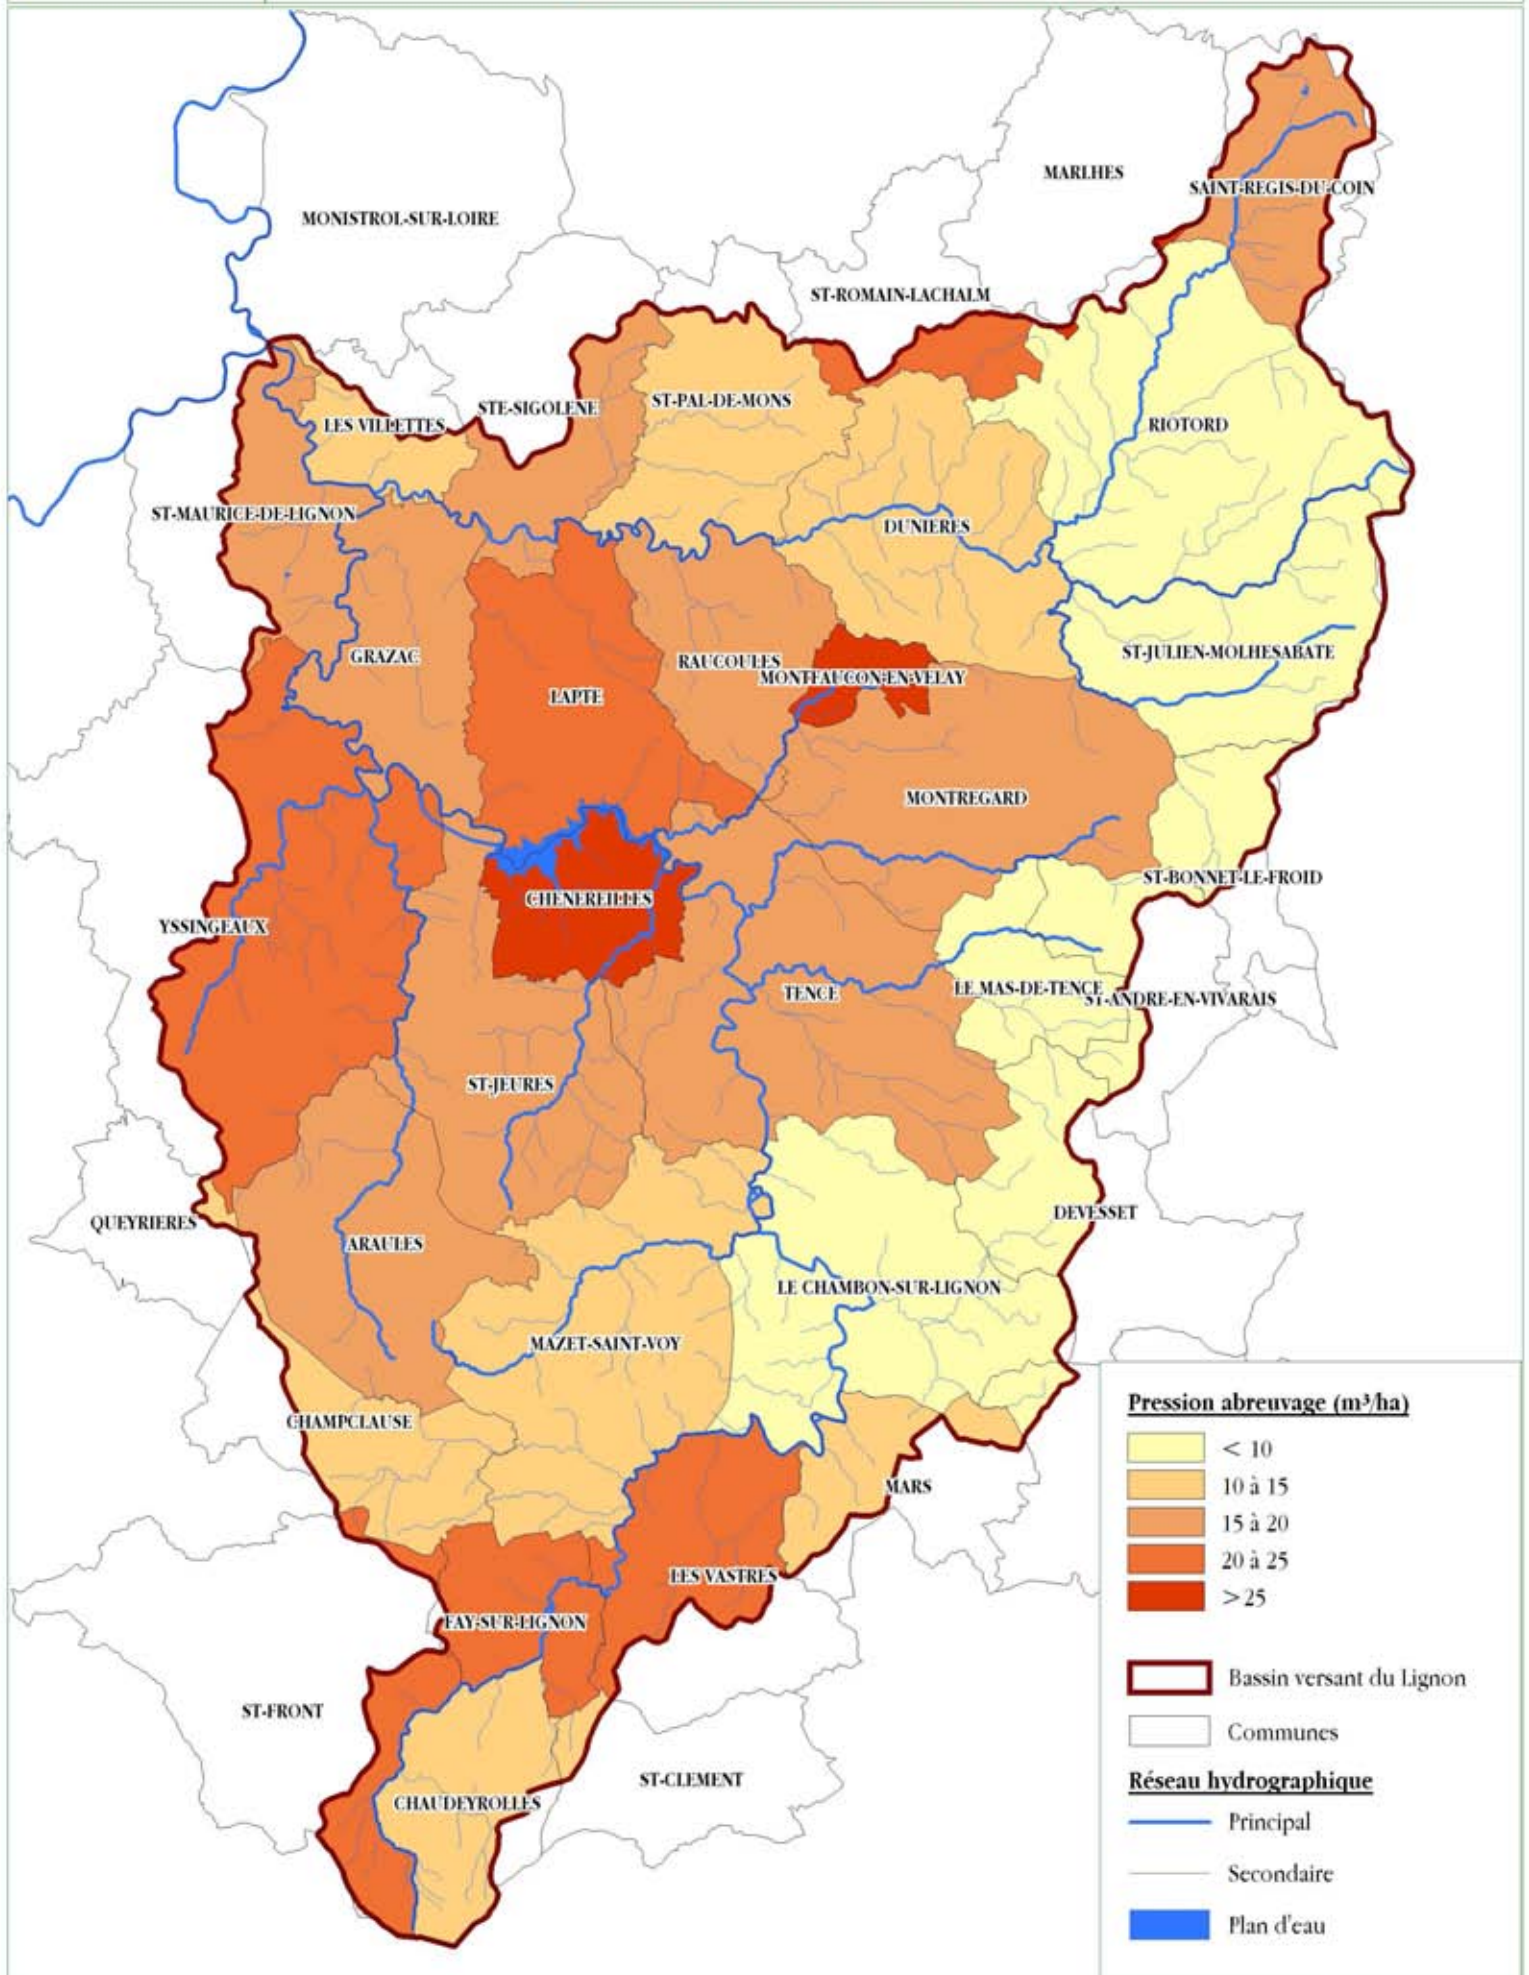 MARLHES
SAINT-REGIS-DU-COIN
MONISTROL-SUR-LOIRE
ST-ROMAIN-LACHALM
STE-SIGOLENE
ST-PAL-DE-MONS
LES VILLETTES
RIOTORD
ST-MAURICE-DE-LIGNON
DUNIERES
GRAZAC
RAUCOULES
ST-JULIEN-MOLHESABATE
MONTFAUCON-EN-VELAY
LAPTE
MONTREGARD
ST-BONNET-LE-FROID
CHENEREILLES
YSSINGEAUX
TENCE
LE MAS-DE-TENCE
ST-ANDRE-EN-VIVARAIS
ST-JEURES
QUEYRIERES
DEVESSET
ARAULES
LE CHAMBON-SUR-LIGNON
MAZET-SAINT-VOY
CHAMPCLAUSE
MARS
LES VASTRES
FAY-SUR-LIGNON
ST-FRONT
ST-CLEMENT
CHAUDEYROLLES
Pression abreuvage (m³/ha)
< 10
10 à 15
15 à 20
20 à 25
> 25
Bassin versant du Lignon
Communes
Réseau hydrographique
Principal
Secondaire
Plan d'eau